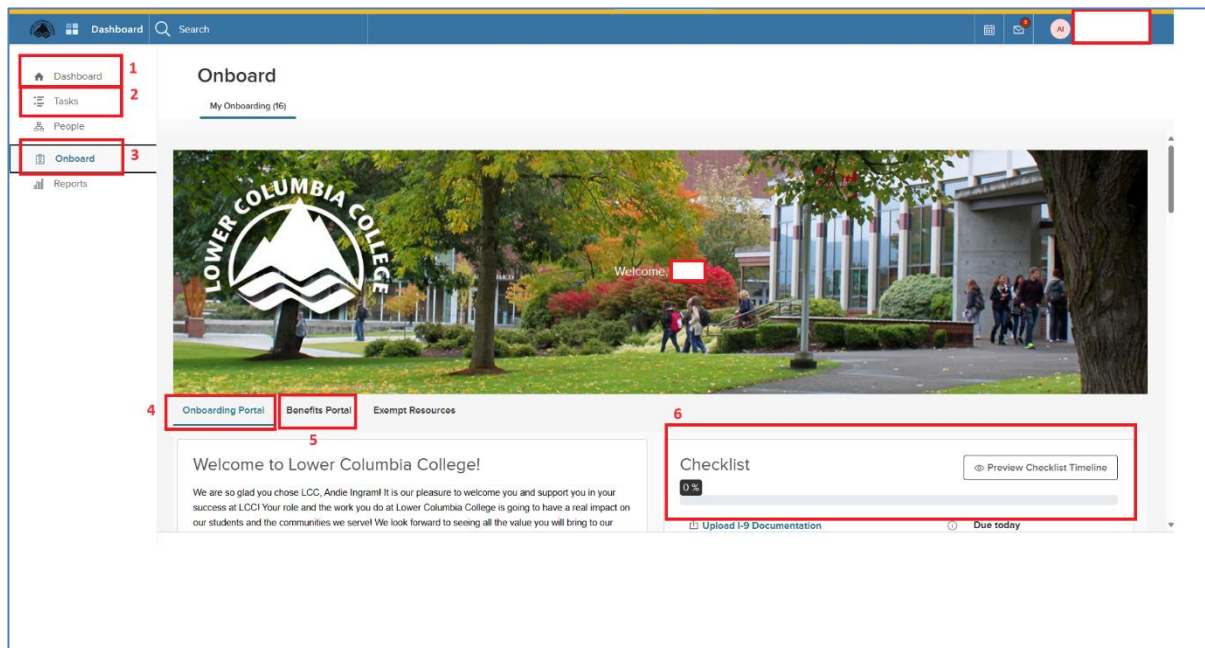 Dashboard
Search
3
AI
Dashboard
1
Tasks
2
People
Onboard
3
Reports
Onboard
My Onboarding (16)
LOWER COLUMBIA COLLEGE
Welcome,
4
Onboarding Portal
Benefits Portal
Exempt Resources
5
6
Welcome to Lower Columbia College!
We are so glad you chose LCC, Andie Ingram! It is our pleasure to welcome you and support you in your
success at LCC! Your role and the work you do at Lower Columbia College is going to have a real impact on
our students and the communities we serve! We look forward to seeing all the value you will bring to our
Checklist
Preview Checklist Timeline
0 %
Upload I-9 Documentation
Due today